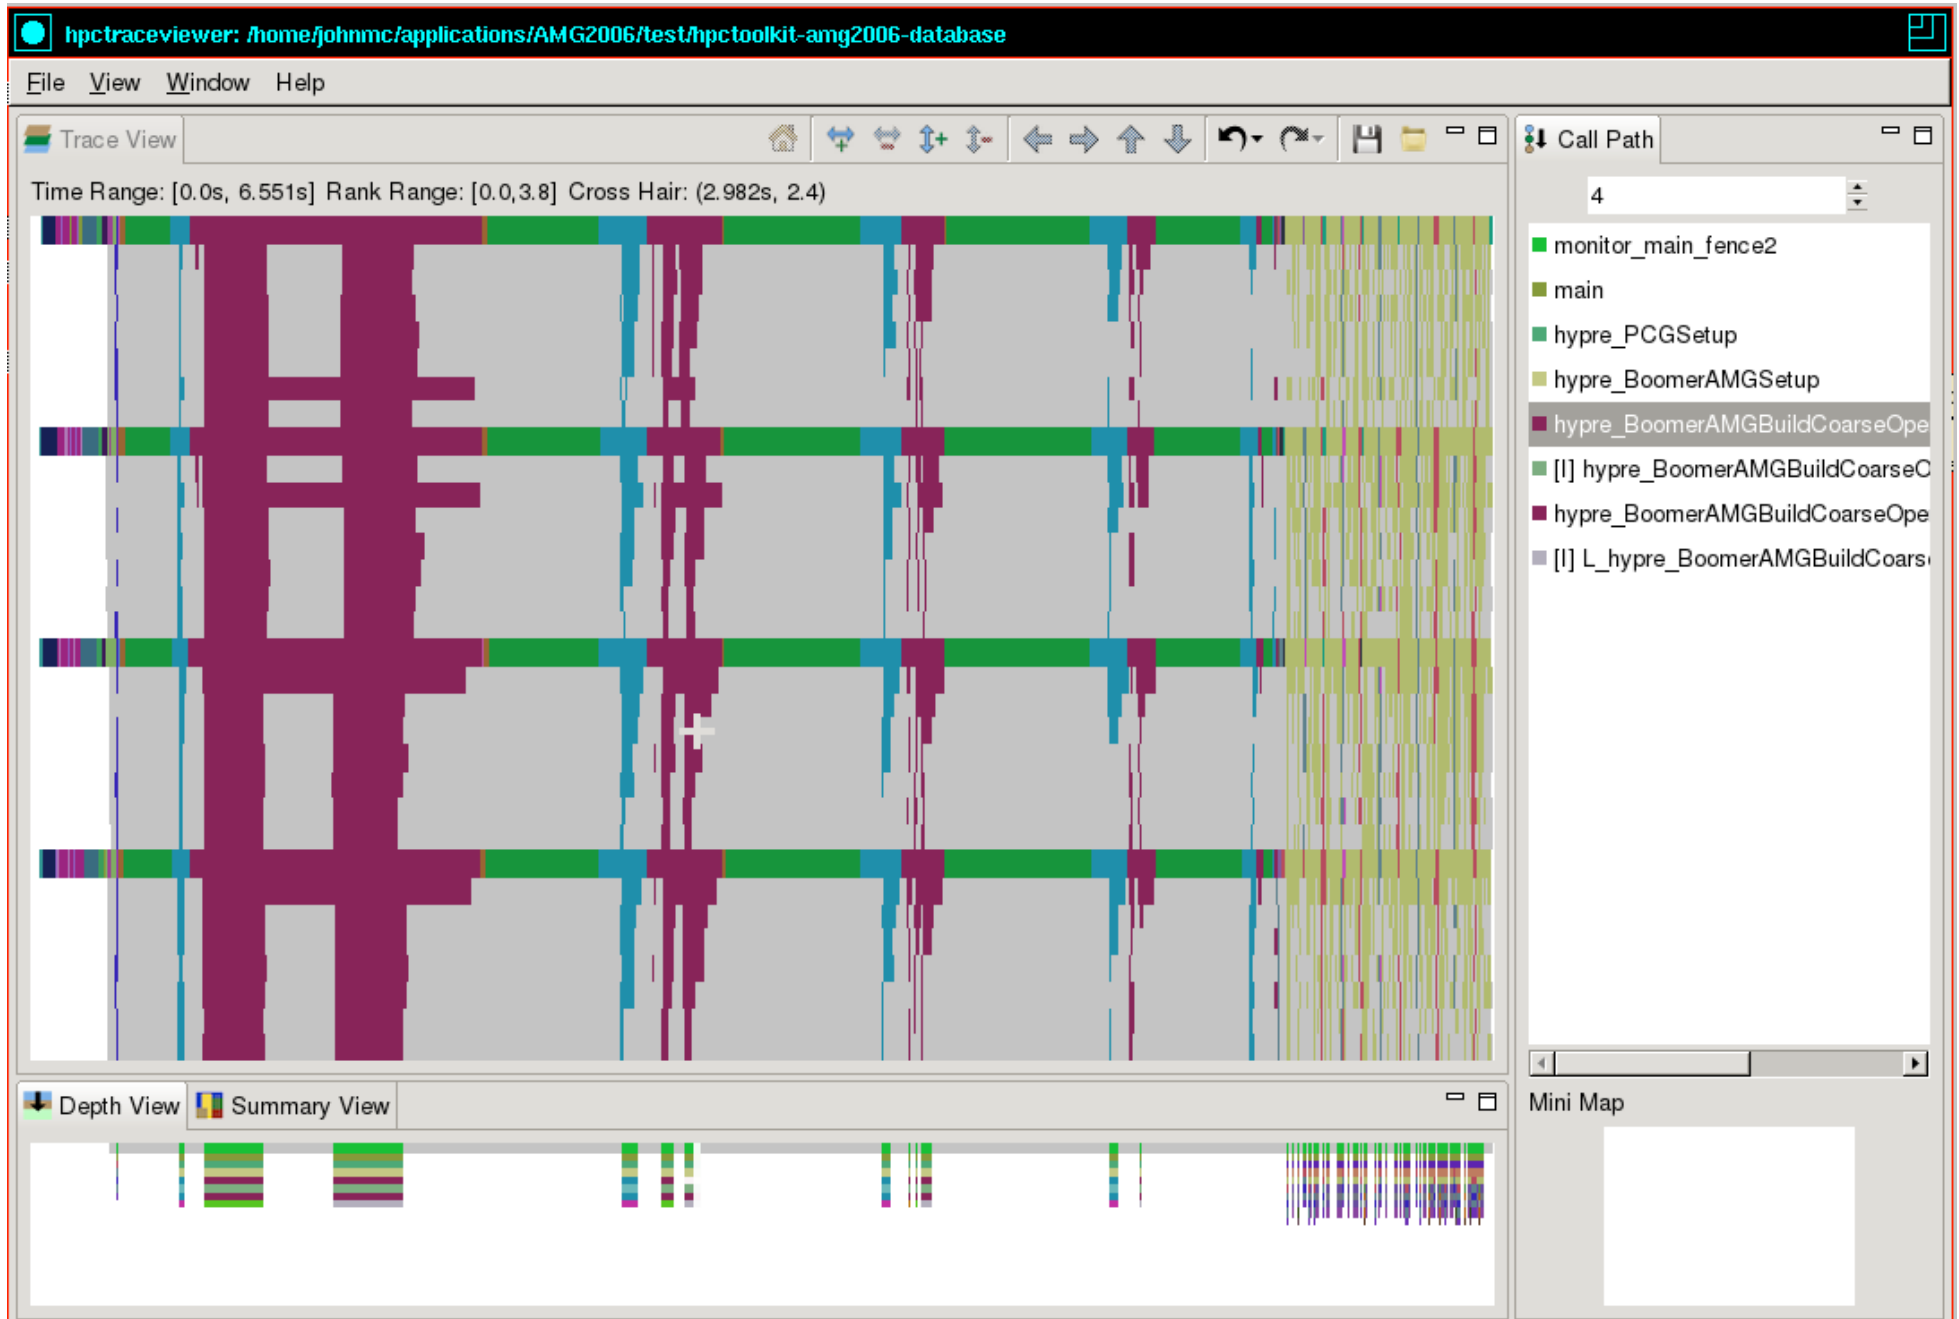 hpctraceviewer: /home/johnmc/applications/AMG2006/test/hpctoolkit-amg2006-database
File View Window Help
Trace View
Call Path
Time Range: [0.0s, 6.551s] Rank Range: [0.0,3.8] Cross Hair: (2.982s, 2.4)
4
monitor_main_fence2
main
hypre_PCGSetup
hypre_BoomerAMGSetup
hypre_BoomerAMGBuildCoarseOpe
[I] hypre_BoomerAMGBuildCoarseO
hypre_BoomerAMGBuildCoarseOpe
[I] L_hypre_BoomerAMGBuildCoars
Depth View Summary View
Mini Map